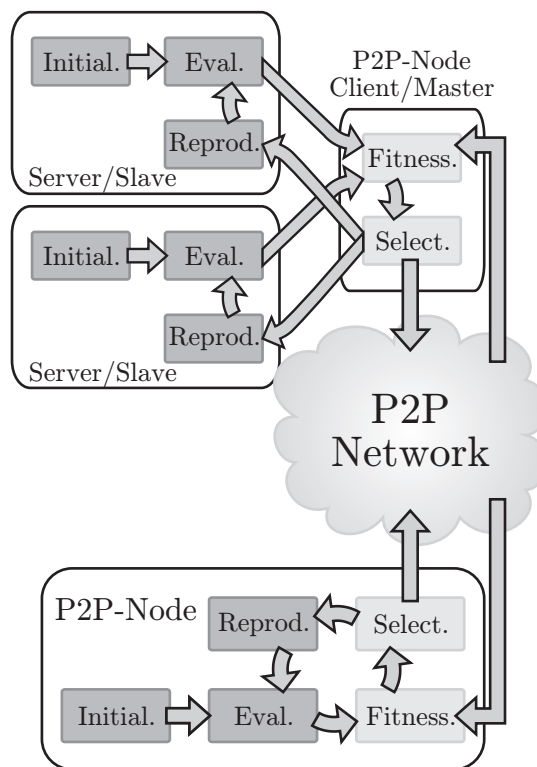 Initial.
Eval.
Reprod.
Server/Slave
P2P-Node
Client/Master
Fitness.
Select.
Initial.
Eval.
Reprod.
Server/Slave
P2P
Network
P2P-Node
Reprod.
Select.
Initial.
Eval.
Fitness.